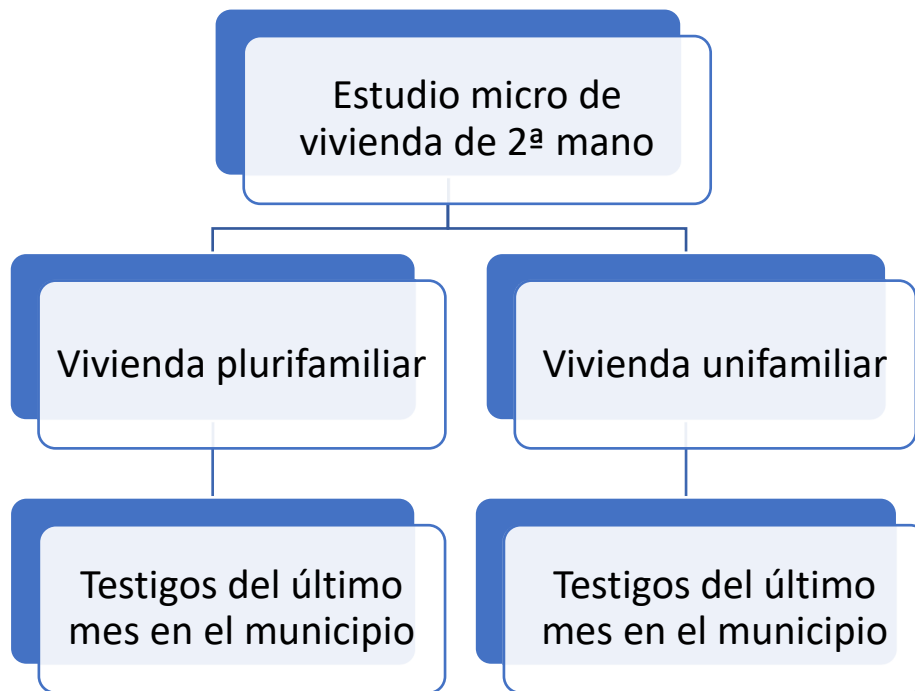 Estudio micro de
vivienda de 2ª mano
Vivienda plurifamiliar
Vivienda unifamiliar
Testigos del último
mes en el municipio
Testigos del último
mes en el municipio